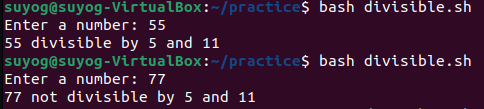 suyog@suyog-VirtualBox:~/practice$ bash divisible.sh
Enter a number: 55
55 divisible by 5 and 11
suyog@suyog-VirtualBox:~/practice$ bash divisible.sh
Enter a number: 77
77 not divisible by 5 and 11